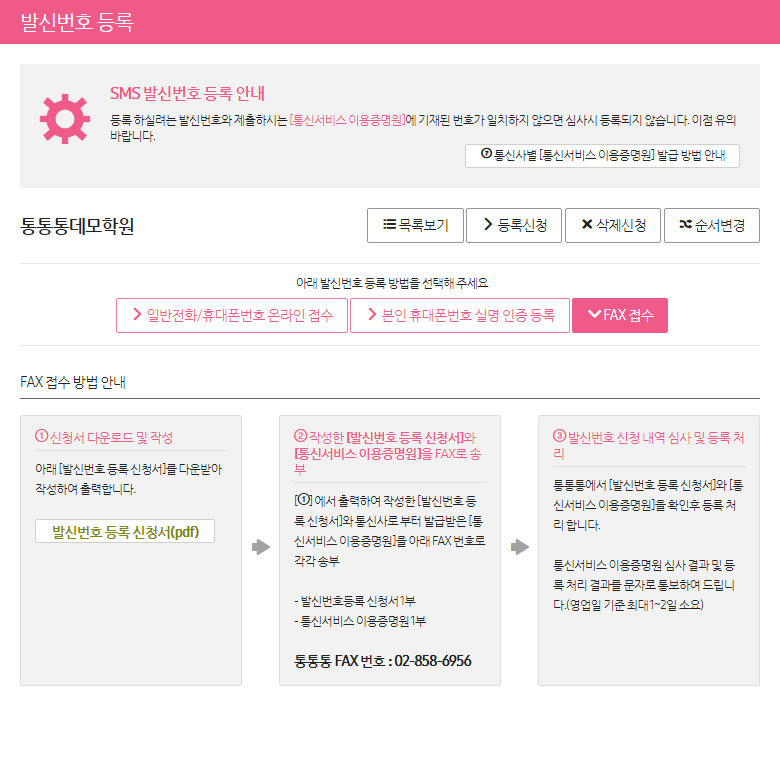 발신번호 등록
SMS 발신번호 등록 안내
등록 하실려는 발신번호와 제출하시는 [통신서비스 이용증명원]에 기재된 번호가 일치하지 않으면 심사시 등록되지 않습니다. 이점 유의
바랍니다.
통신사별 [통신서비스 이용증명원] 발급 방법 안내
통통통데모학원
목록보기 등록신청 삭제신청 순서변경
아래 발신번호 등록 방법을 선택해 주세요
일반전화/휴대폰번호 온라인 접수 본인 휴대폰번호 실명 인증 등록 FAX 접수
FAX 접수 방법 안내
① 신청서 다운로드 및 작성
아래 [발신번호 등록 신청서]를 다운받아
작성하여 출력합니다.
발신번호 등록 신청서(pdf)
② 작성한 [발신번호 등록 신청서]와
[통신서비스 이용증명원]을 FAX로 송
부
[①] 에서 출력하여 작성한 [발신번호 등
록 신청서]와 통신사로 부터 발급받은 [통
신서비스 이용증명원]을 아래 FAX 번호로
각각 송부
- 발신번호등록 신청서 1부
- 통신서비스 이용증명원 1부
통통통 FAX 번호 : 02-858-6956
③ 발신번호 신청 내역 심사 및 등록 처
리
통통통에서 [발신번호 등록 신청서]와 [통
신서비스 이용증명원]을 확인후 등록 처
리 합니다.
통신서비스 이용증명원 심사 결과 및 등
록 처리 결과를 문자로 통보하여 드립니
다.(영업일 기준 최대 1~2일 소요)